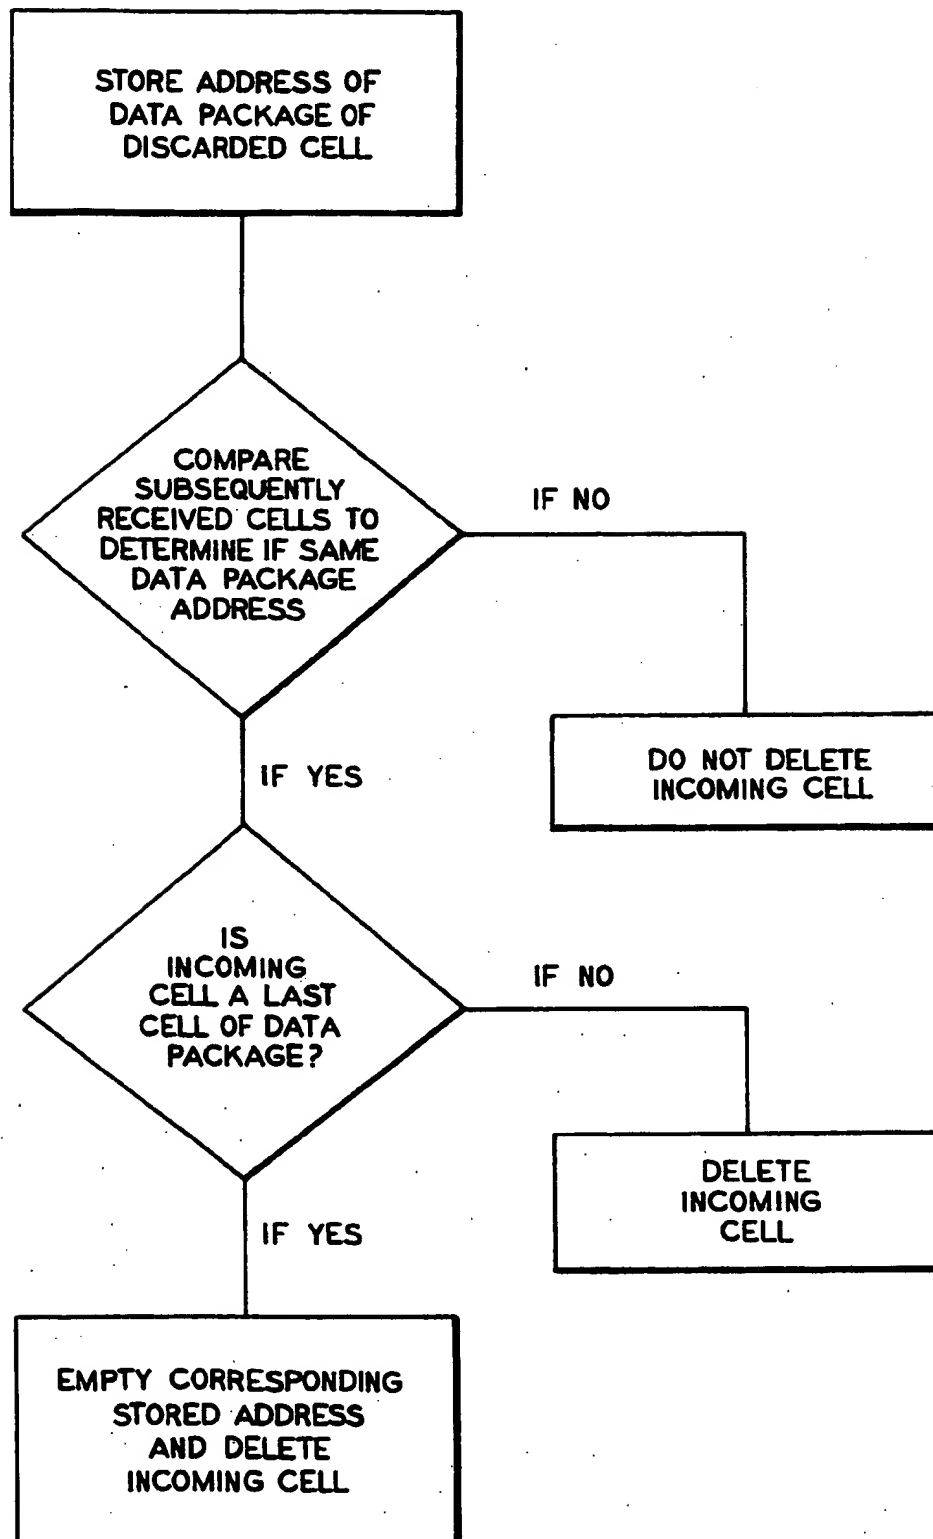 STORE ADDRESS OF
DATA PACKAGE OF
DISCARDED CELL
COMPARE
SUBSEQUENTLY
RECEIVED CELLS TO
DETERMINE IF SAME
DATA PACKAGE
ADDRESS
IF NO
DO NOT DELETE
INCOMING CELL
IF YES
IS
INCOMING
CELL A LAST
CELL OF DATA
PACKAGE?
IF NO
DELETE
INCOMING
CELL
IF YES
EMPTY CORRESPONDING
STORED ADDRESS
AND DELETE
INCOMING CELL